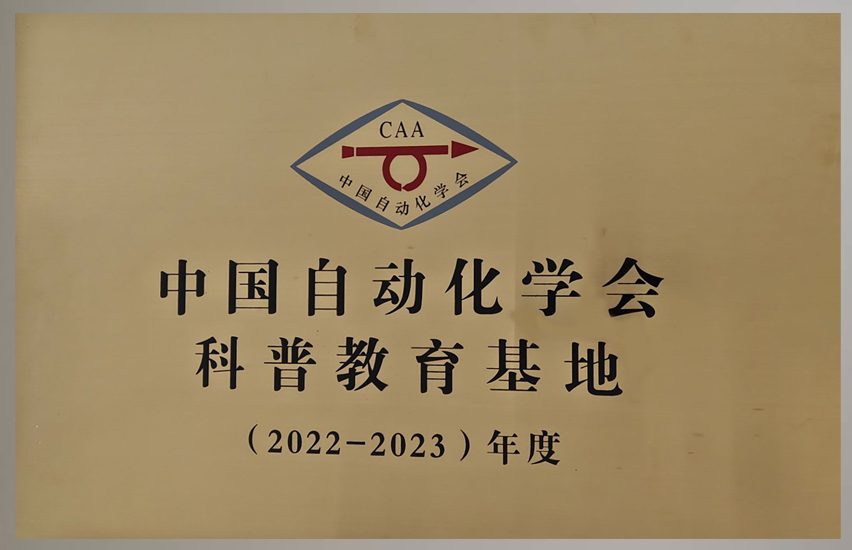 CAA
中国自动化学会
中国自动化学会
科普教育基地
（2022-2023）年度